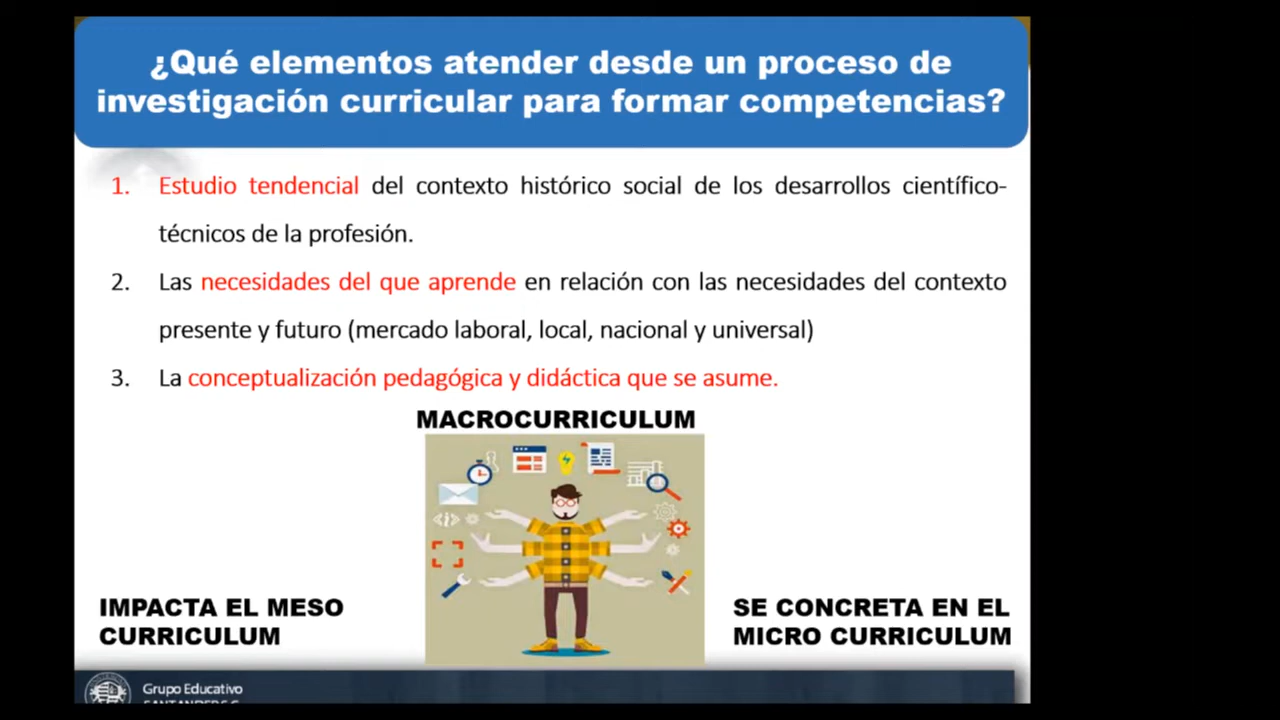 ¿Qué elementos atender desde un proceso de
investigación curricular para formar competencias?
1. Estudio tendencial del contexto histórico social de los desarrollos científico-
técnicos de la profesión.
2. Las necesidades del que aprende en relación con las necesidades del contexto
presente y futuro (mercado laboral, local, nacional y universal)
3. La conceptualización pedagógica y didáctica que se asume.
MACROCURRICULUM
IMPACTA EL MESO
CURRICULUM
SE CONCRETA EN EL
MICRO CURRICULUM
Grupo Educativo